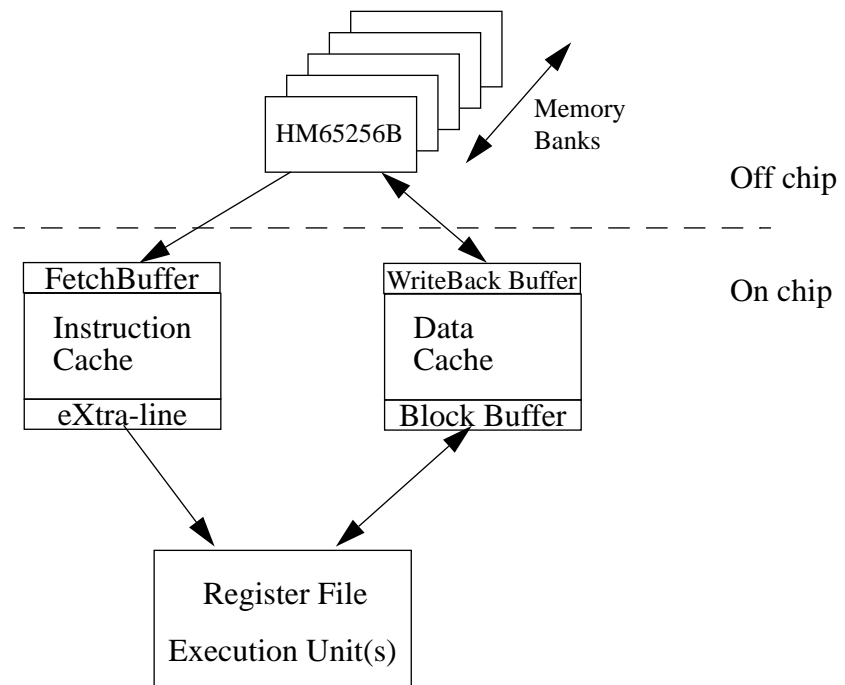 HM65256B
Memory
Banks
Off chip
FetchBuffer
WriteBack Buffer
On chip
Instruction
Cache
Data
Cache
eXtra-line
Block Buffer
Register File
Execution Unit(s)